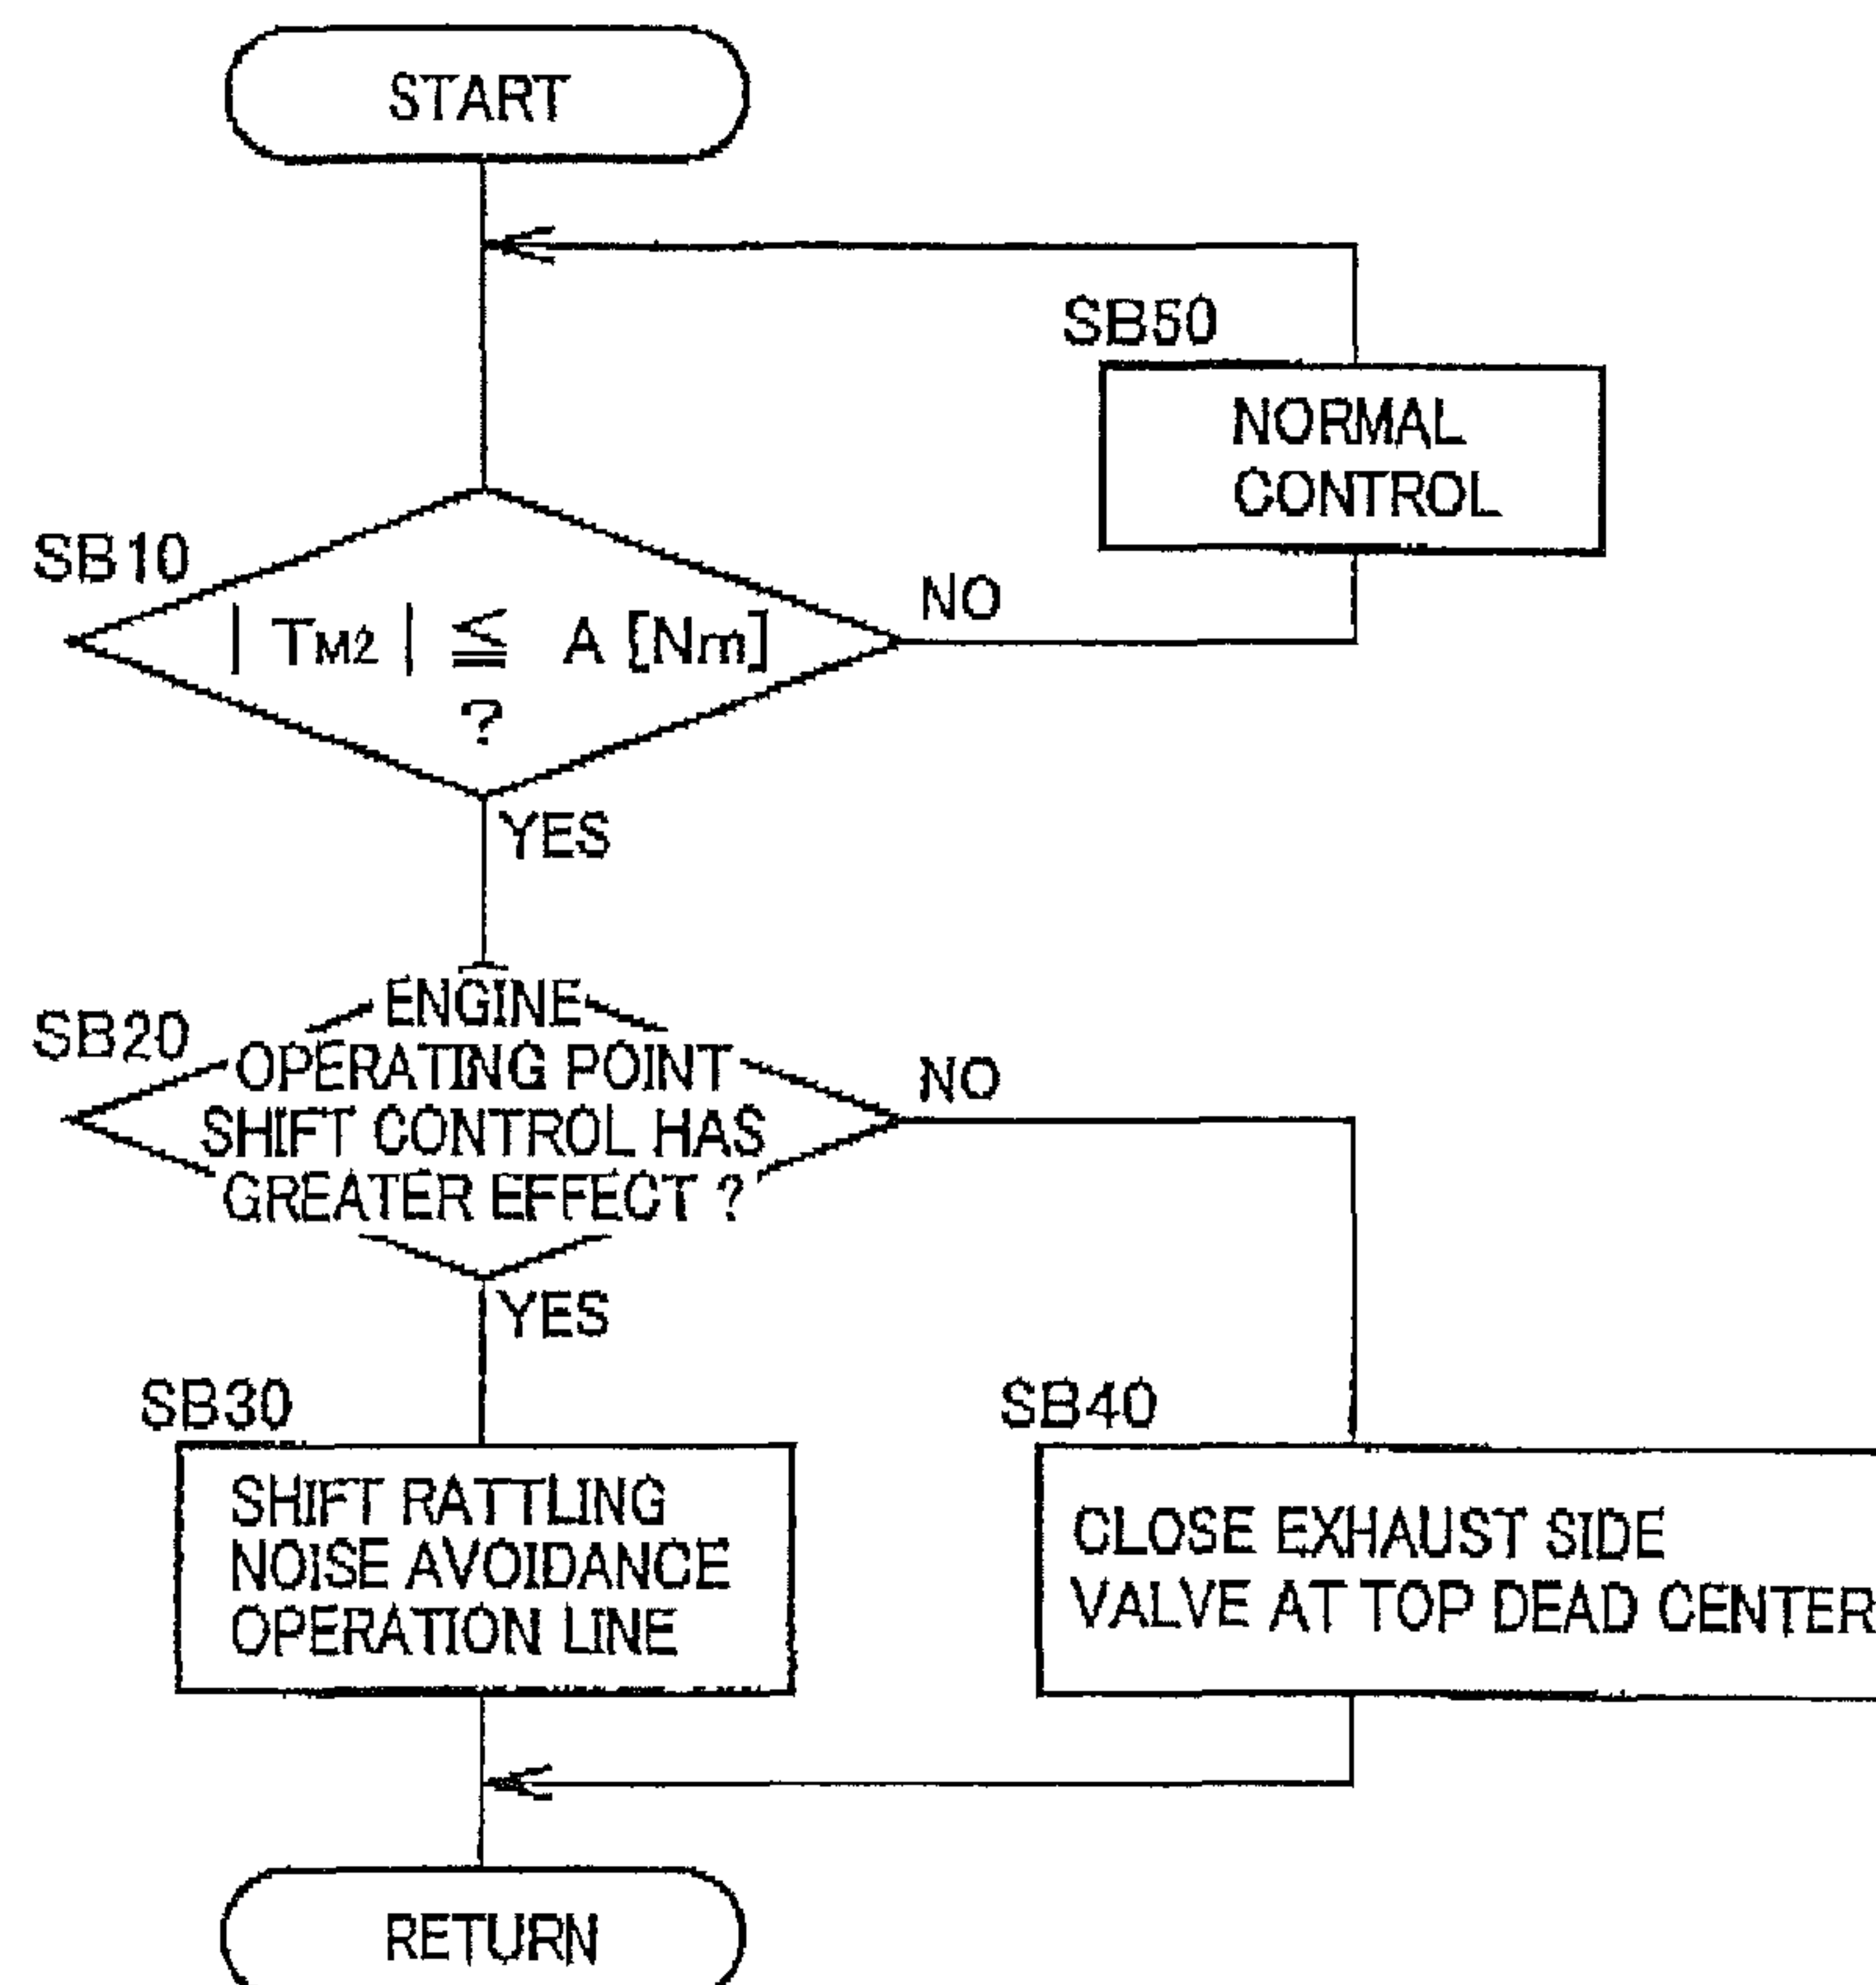 START
SB50
NORMAL
CONTROL
SB10
NO
| TM2 | ≦ A [Nm]
?
YES
SB20
ENGINE
OPERATING POINT
SHIFT CONTROL HAS
GREATER EFFECT ?
NO
YES
SB30
SHIFT RATTLING
NOISE AVOIDANCE
OPERATION LINE
SB40
CLOSE EXHAUST SIDE
VALVE AT TOP DEAD CENTER
RETURN